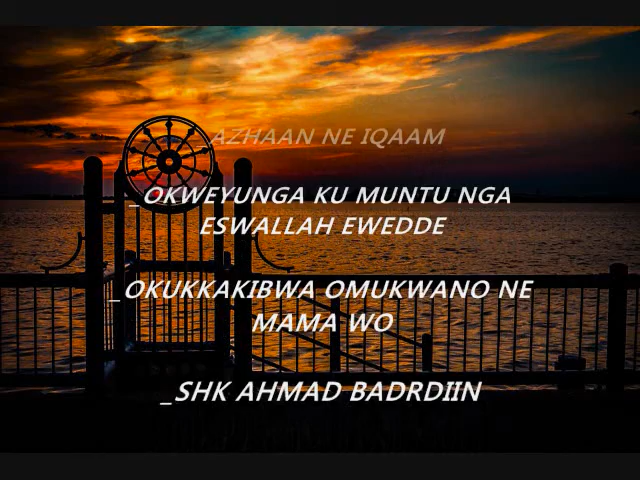 AZHAAN NE IQAAM
_OKWEYUNGA KU MUNTU NGA
ESWALLAH EWEDDE
_OKUKKAKIBWA OMUKWANO NE
MAMA WO
_SHK AHMAD BADRDIIN